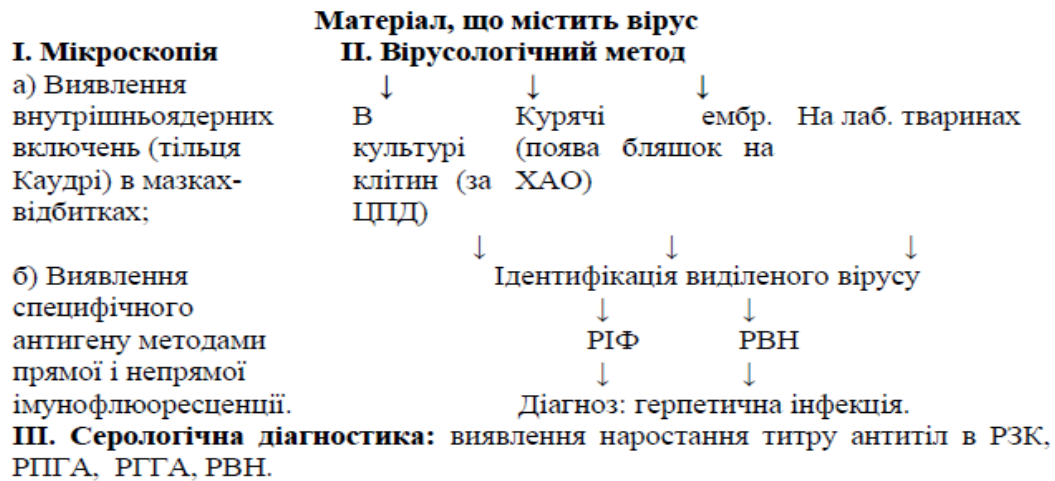 Матеріал, що містить вірус
І. Мікроскопія ІІ. Вірусологічний метод
а) Виявлення ↓ ↓ ↓
внутрішньоядерних В Курячі ембр. На лаб. тваринах
включень (тільця культурі (поява бляшок на
Каудрі) в мазках- клітин (за ХАО)
відбитках; ЦПД)
↓ ↓ ↓
б) Виявлення Ідентифікація виділеного вірусу
специфічного ↓ ↓
антигену методами РІФ РВН
прямої і непрямої ↓ ↓
імунофлюоресценції. Діагноз: герпетична інфекція.
ІІІ. Серологічна діагностика: виявлення наростання титру антитіл в РЗК,
РПГА, РГГА, РВН.